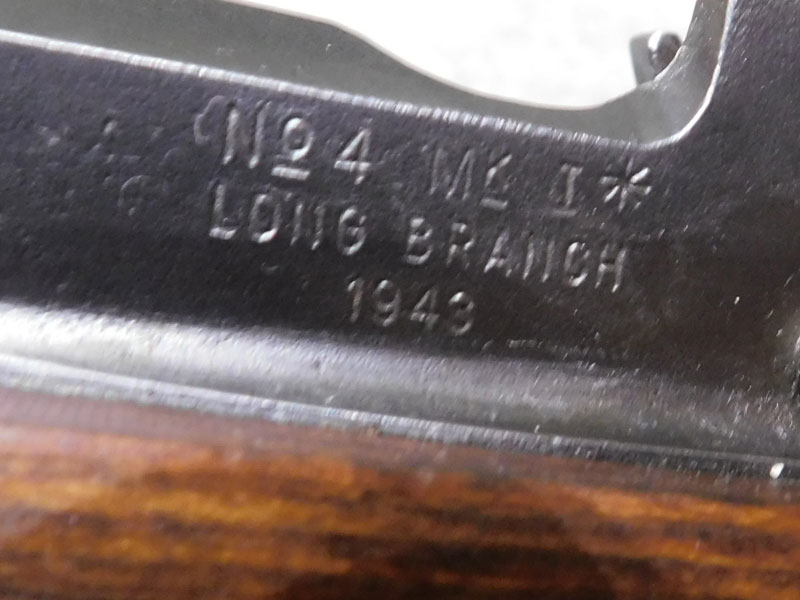 Nº 4 Mk I*
LONG BRANCH
1943